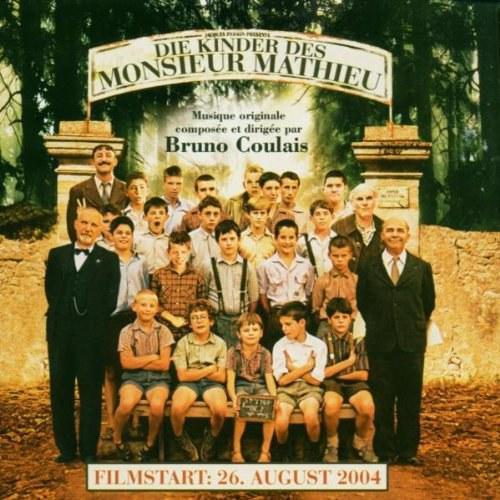 JACQUES PERRIN PRÉSENTE
DIE KINDER DES
MONSIEUR MATHIEU
Musique originale
composée et dirigée par
Bruno Coulais
FILMSTART: 26. AUGUST 2004